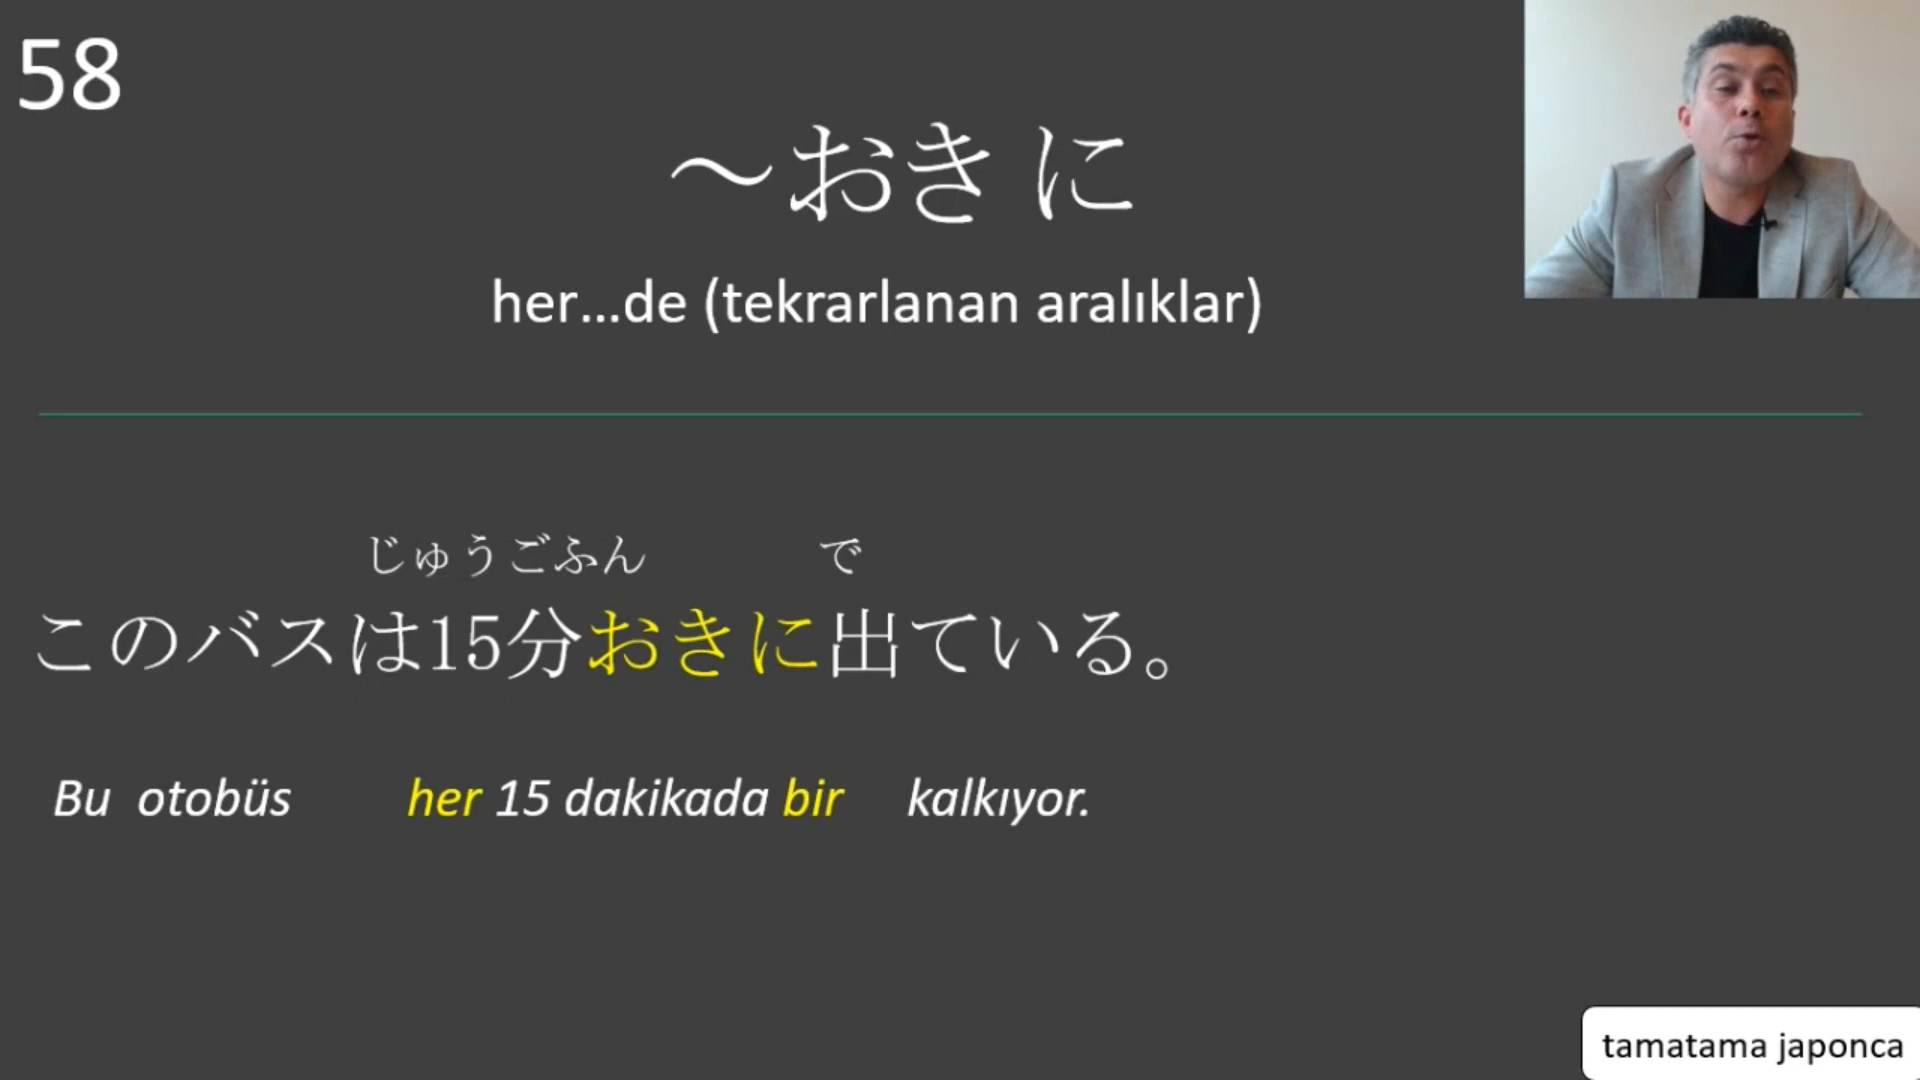 58
～おきに
her...de (tekrarlanan aralıklar)
じゅうごふん で
このバスは15分おきに出ている。
Bu otobüs her 15 dakikada bir kalkıyor.
tamatama japonca